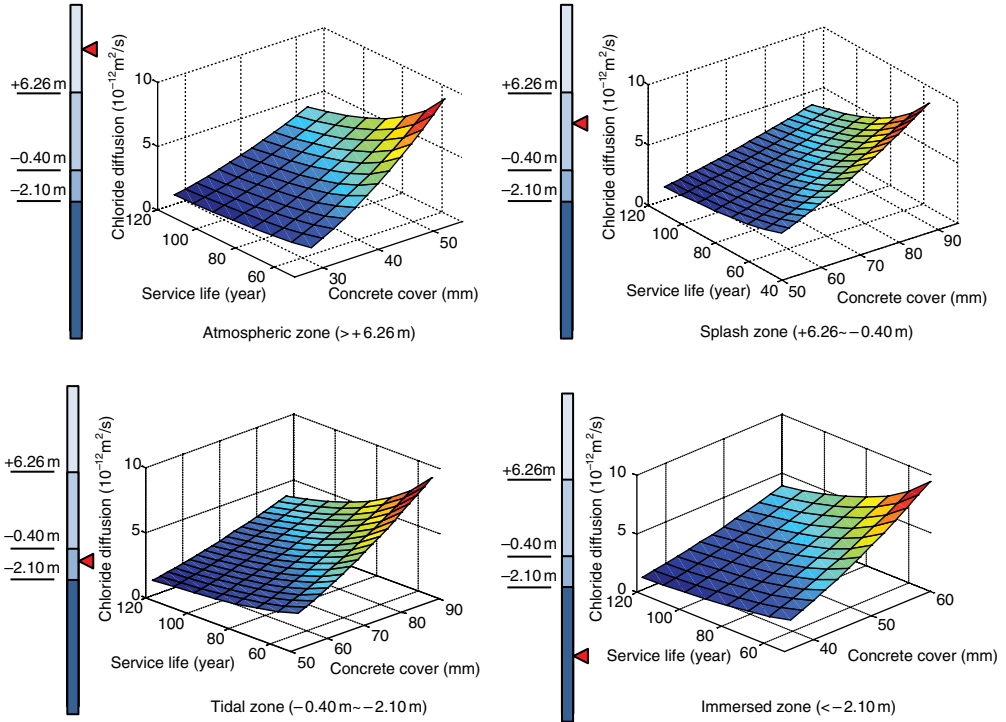 +6.26 m
−0.40 m
−2.10 m
Chloride diffusion (10⁻¹²m²/s)
10
5
0
120
100
80
60
30
40
50
Service life (year)
Concrete cover (mm)
Atmospheric zone (>+6.26 m)
+6.26 m
−0.40 m
−2.10 m
Chloride diffusion (10⁻¹²m²/s)
10
5
0
120
100
80
60
40
50
60
70
80
90
Service life (year)
Concrete cover (mm)
Splash zone (+6.26~−0.40 m)
+6.26 m
−0.40 m
−2.10 m
Chloride diffusion (10⁻¹²m²/s)
10
5
0
120
100
80
60
50
60
70
80
90
Service life (year)
Concrete cover (mm)
Tidal zone (−0.40 m~−2.10 m)
+6.26 m
−0.40 m
−2.10 m
Chloride diffusion (10⁻¹²m²/s)
10
5
0
120
100
80
60
40
50
60
Service life (year)
Concrete cover (mm)
Immersed zone (<−2.10 m)